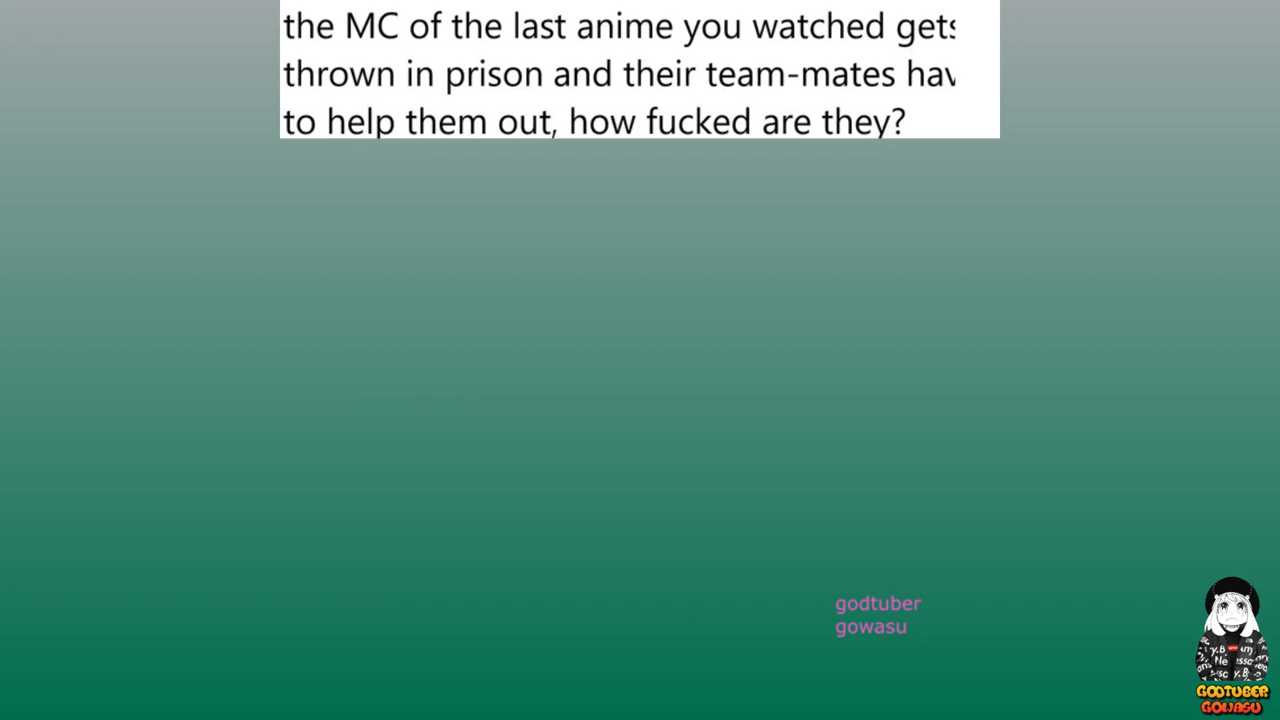 the MC of the last anime you watched gets
thrown in prison and their team-mates hav
to help them out, how fucked are they?
godtuber
gowasu
GODTUBER
GOWASU